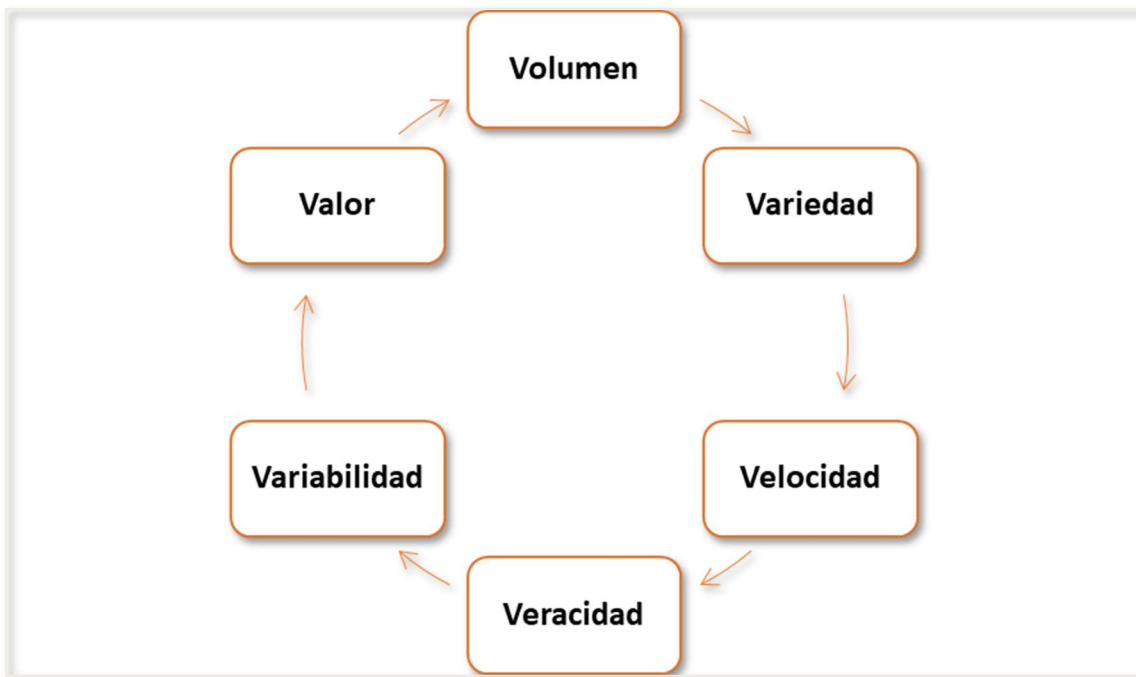 Volumen
Variedad
Velocidad
Veracidad
Variabilidad
Valor